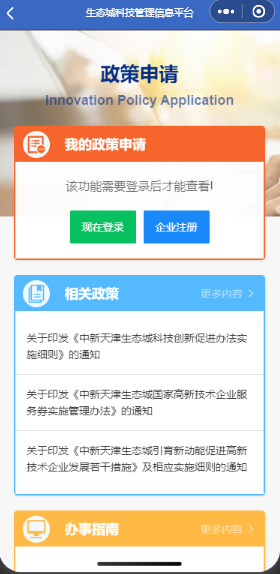 生态城科技管理信息平台
政策申请
Innovation Policy Application
我的政策申请
该功能需要登录后才能查看!
现在登录
企业注册
相关政策
更多内容 >
关于印发《中新天津生态城科技创新促进办法实
施细则》的通知
关于印发《中新天津生态城国家高新技术企业服
务券实施管理办法》的通知
关于印发《中新天津生态城引育新动能促进高新
技术企业发展若干措施》及相应实施细则的通知
办事指南
更多内容 >